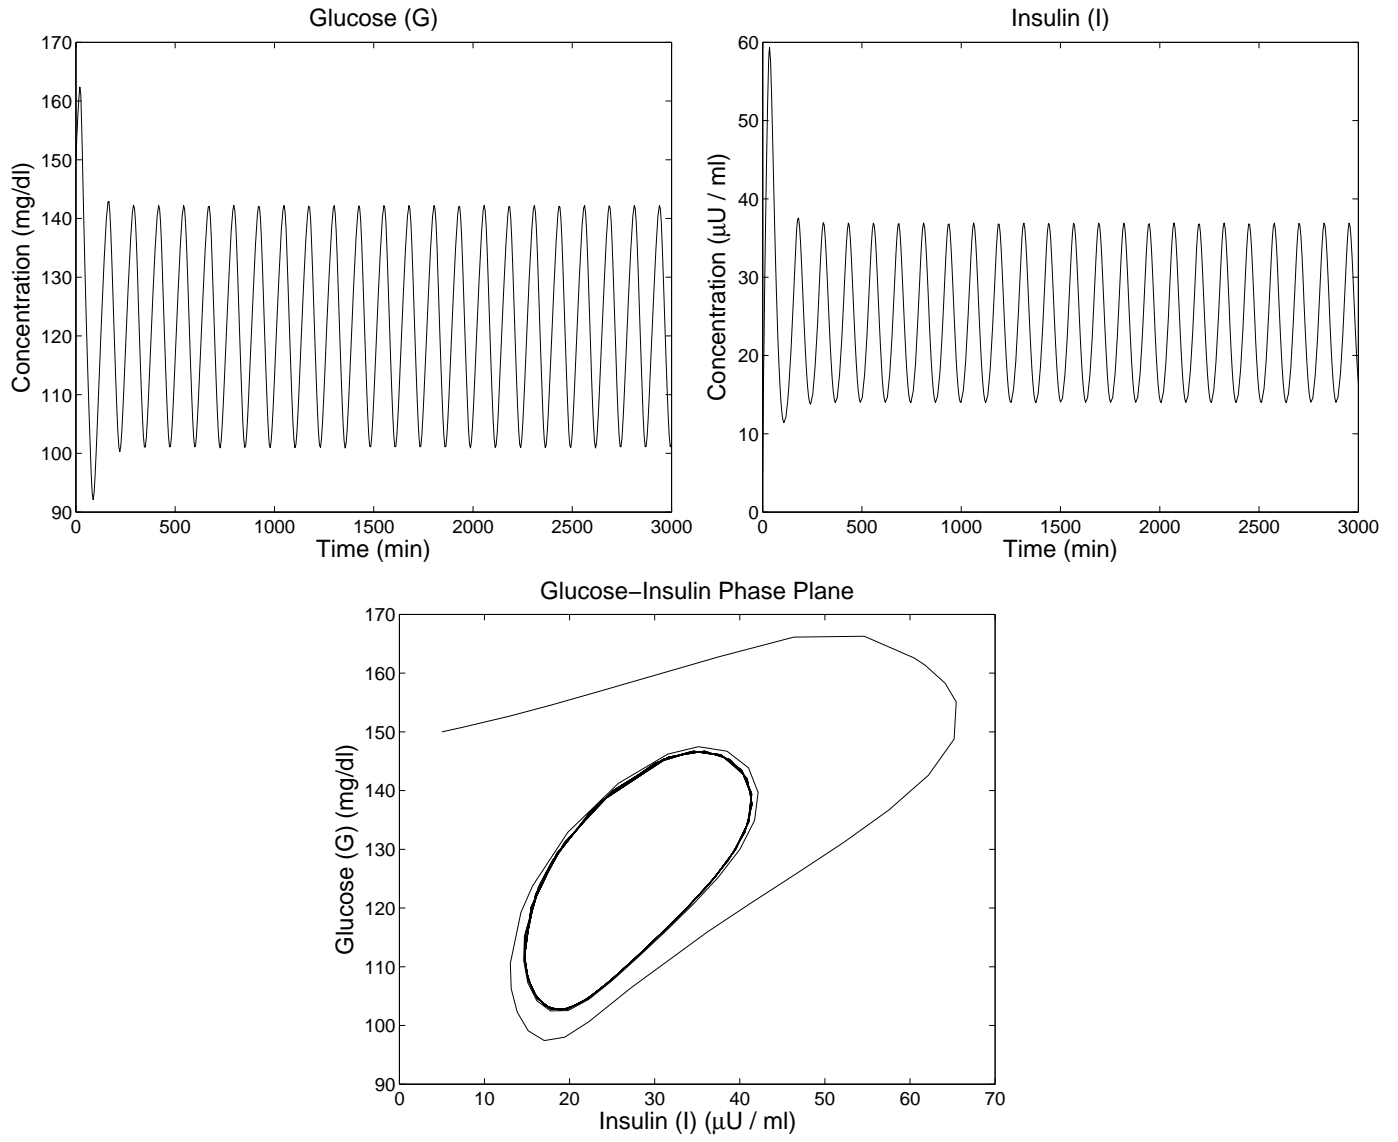 Glucose (G)
Concentration (mg/dl)
170
160
150
140
130
120
110
100
90
0 500 1000 1500 2000 2500 3000
Time (min)
Insulin (I)
Concentration (μU / ml)
60
50
40
30
20
10
0
0 500 1000 1500 2000 2500 3000
Time (min)
Glucose−Insulin Phase Plane
Glucose (G) (mg/dl)
170
160
150
140
130
120
110
100
90
0 10 20 30 40 50 60 70
Insulin (I) (μU / ml)